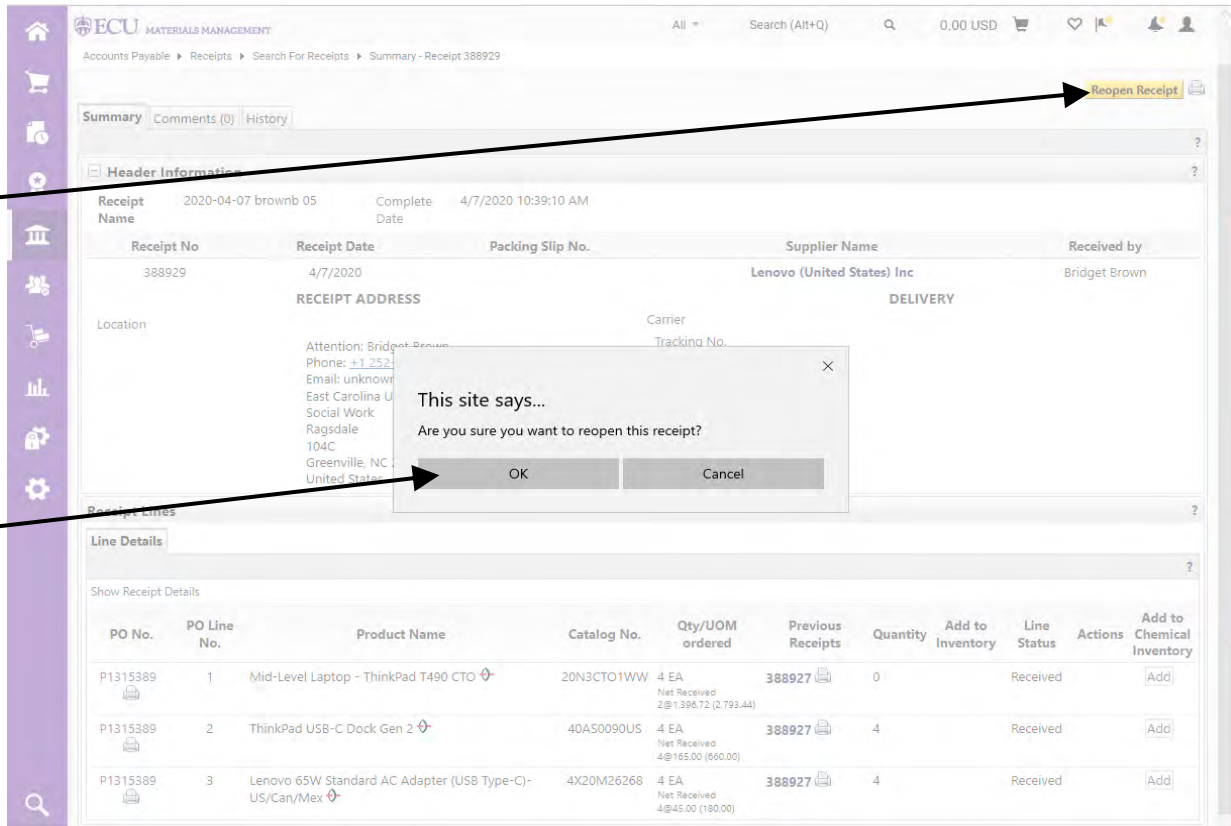 ECU MATERIALS MANAGEMENT All Search (Alt+Q) 0.00 USD
Accounts Payable Receipts Search For Receipts Summary - Receipt 388929
Reopen Receipt
Summary Comments (0) History
?
Header Information ?
Receipt Name 2020-04-07 brownb 05 Complete Date 4/7/2020 10:39:10 AM
Receipt No Receipt Date Packing Slip No. Supplier Name Received by
388929 4/7/2020 Lenovo (United States) Inc Bridget Brown
RECEIPT ADDRESS DELIVERY
Location Carrier
Attention: Bridget Brown Tracking No.
Phone: +1 252-
Email: unknown
East Carolina U
Social Work
Ragsdale
104C
Greenville, NC
United States
This site says...
Are you sure you want to reopen this receipt?
OK Cancel
Receipt Lines ?
Line Details
?
Show Receipt Details
PO No. PO Line No. Product Name Catalog No. Qty/UOM ordered Previous Receipts Quantity Add to Inventory Line Status Actions Add to Chemical Inventory
P1315389 1 Mid-Level Laptop - ThinkPad T490 CTO 20N3CTO1WW 4 EA 388927 0 Received Add
Net Received
2@1,396.72 (2,793.44)
P1315389 2 ThinkPad USB-C Dock Gen 2 40AS0090US 4 EA 388927 4 Received Add
Net Received
4@165.00 (660.00)
P1315389 3 Lenovo 65W Standard AC Adapter (USB Type-C)- 4X20M26268 4 EA 388927 4 Received Add
US/Can/Mex Net Received
4@45.00 (180.00)